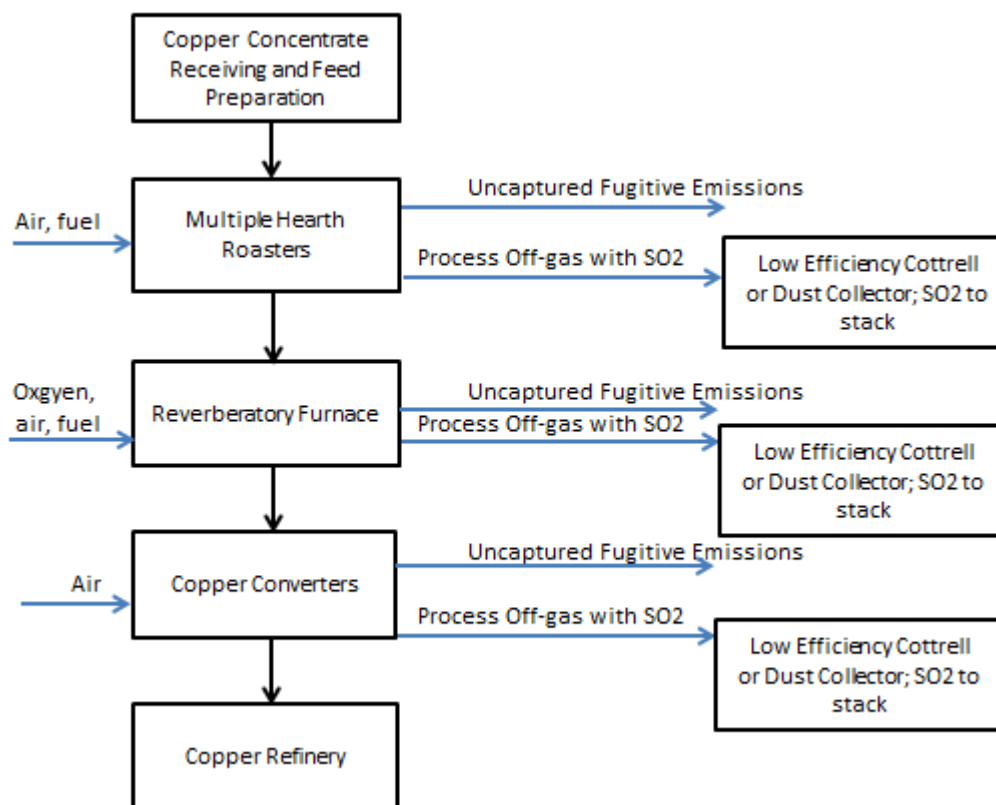 Copper Concentrate
Receiving and Feed
Preparation
Uncaptured Fugitive Emissions
Air, fuel
Multiple Hearth
Roasters
Process Off-gas with SO2
Low Efficiency Cottrell
or Dust Collector; SO2 to
stack
Oxgyen,
air, fuel
Reverberatory Furnace
Uncaptured Fugitive Emissions
Process Off-gas with SO2
Low Efficiency Cottrell
or Dust Collector; SO2 to
stack
Uncaptured Fugitive Emissions
Air
Copper Converters
Process Off-gas with SO2
Low Efficiency Cottrell
or Dust Collector; SO2 to
stack
Copper Refinery